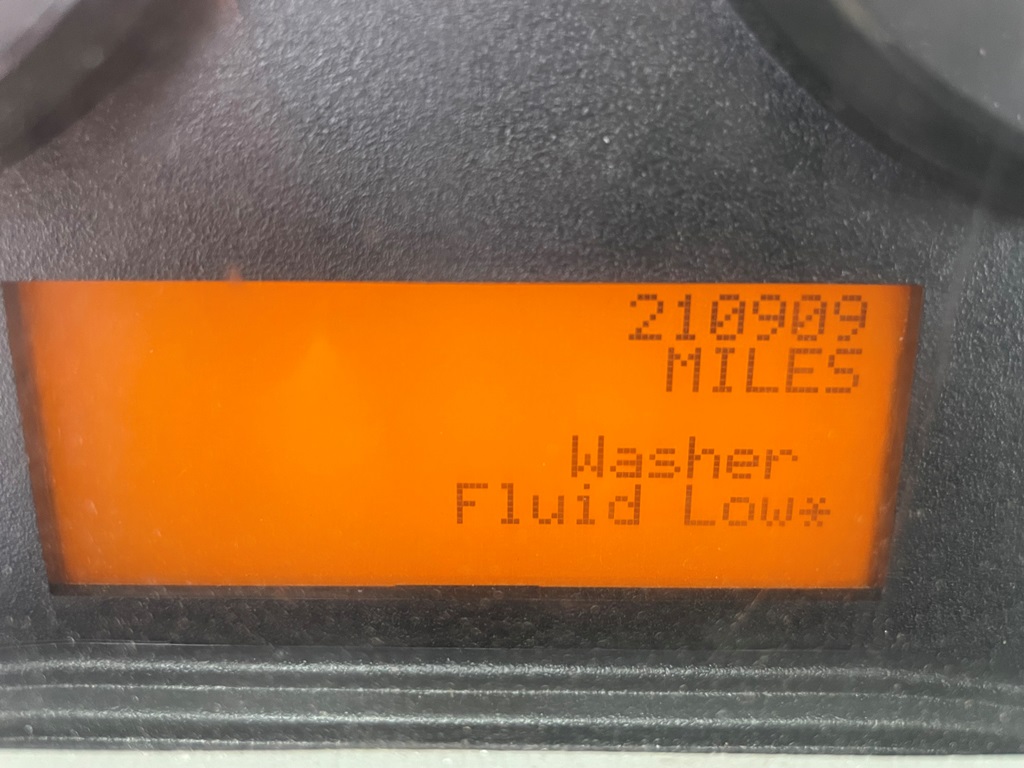 210909
MILES
Washer
Fluid Low*